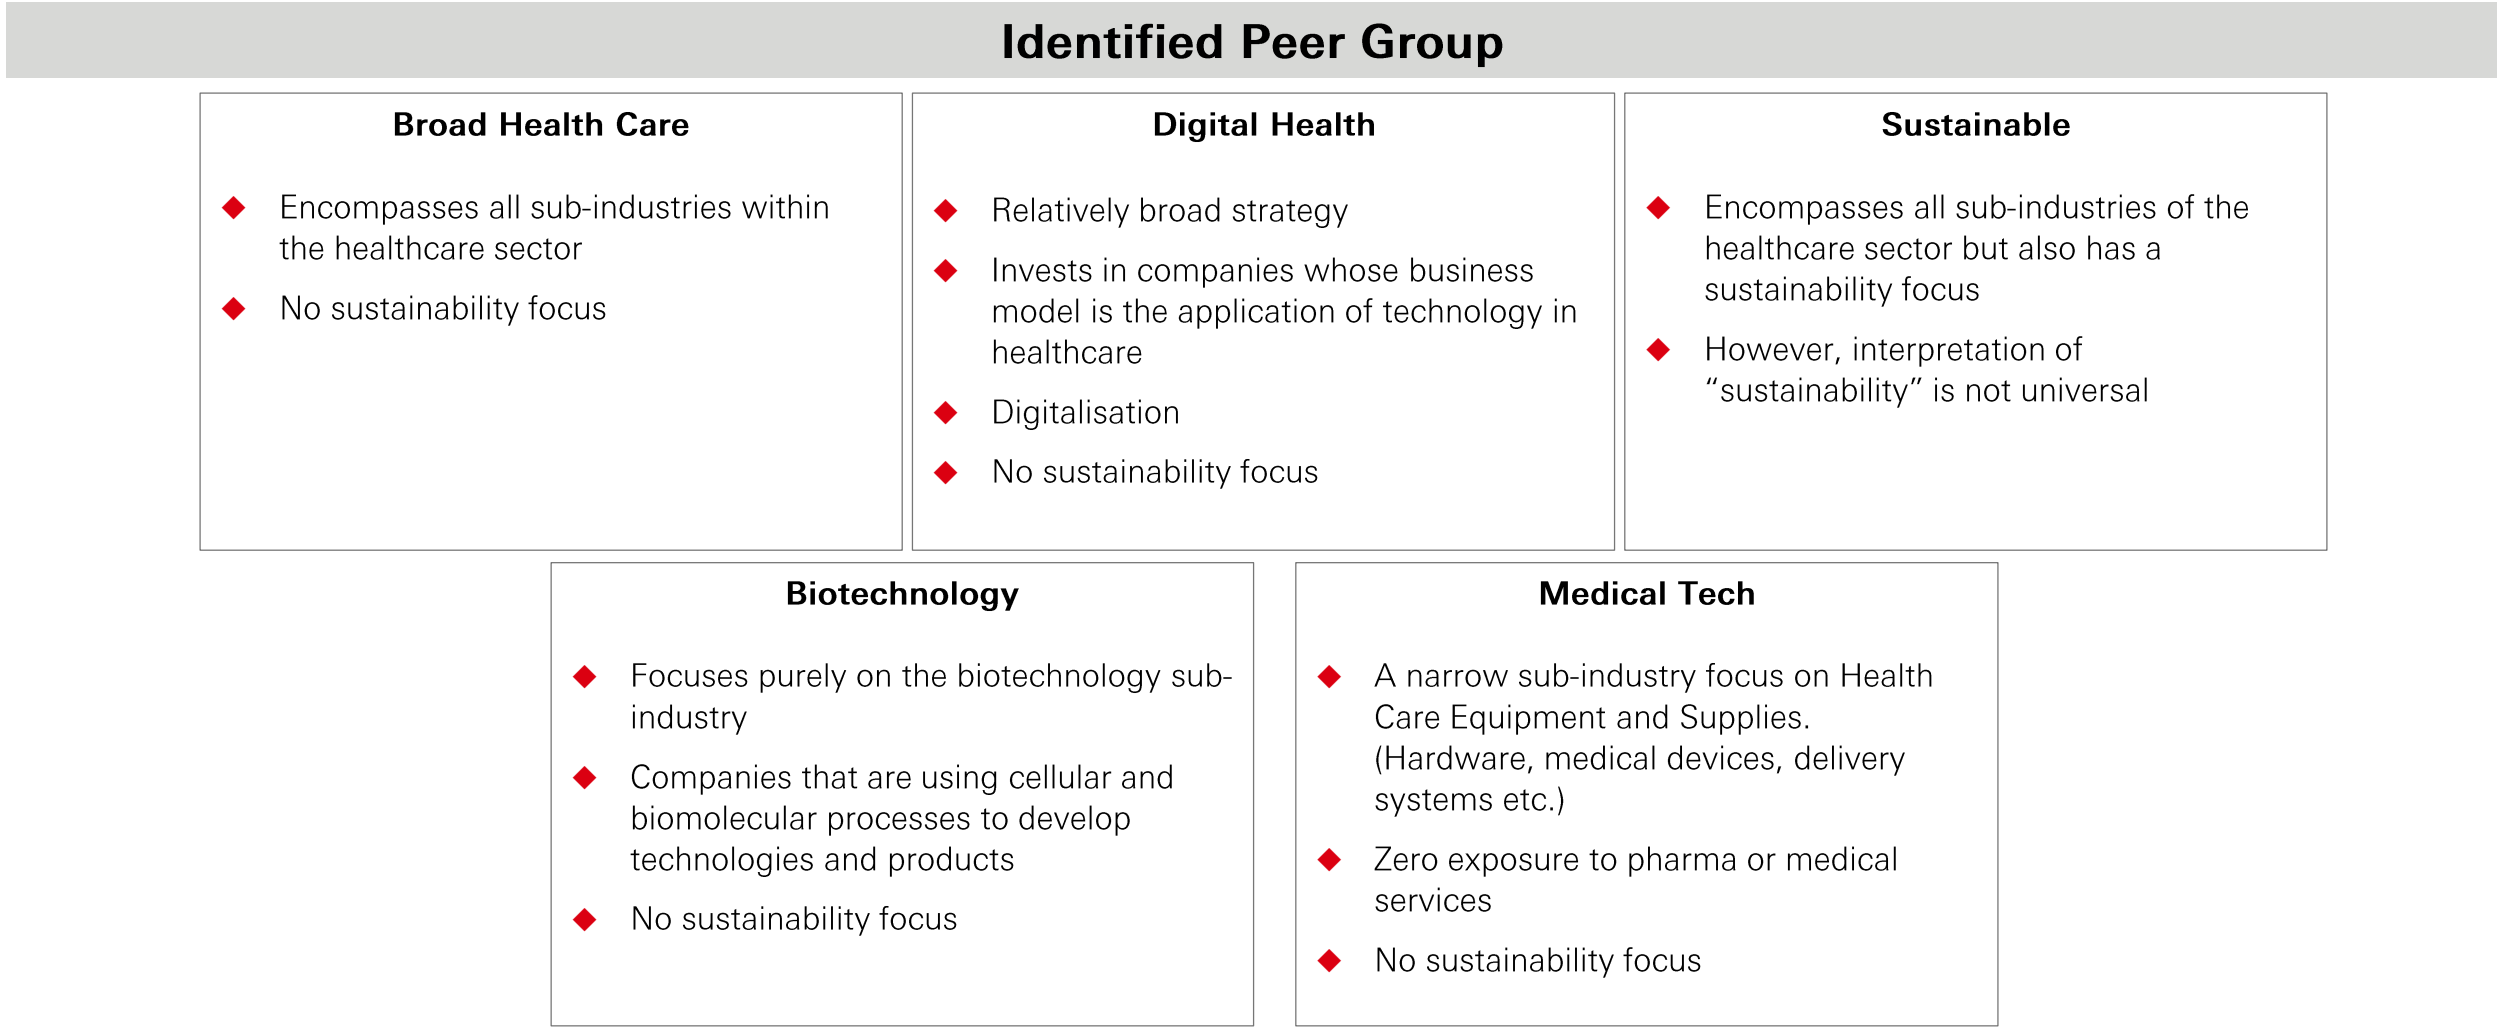 Identified Peer Group
Broad Health Care
Encompasses all sub-industries within
the healthcare sector
No sustainability focus
Digital Health
Relatively broad strategy
Invests in companies whose business
model is the application of technology in
healthcare
Digitalisation
No sustainability focus
Sustainable
Encompasses all sub-industries of the
healthcare sector but also has a
sustainability focus
However, interpretation of
“sustainability” is not universal
Biotechnology
Focuses purely on the biotechnology sub-
industry
Companies that are using cellular and
biomolecular processes to develop
technologies and products
No sustainability focus
Medical Tech
A narrow sub-industry focus on Health
Care Equipment and Supplies.
(Hardware, medical devices, delivery
systems etc.)
Zero exposure to pharma or medical
services
No sustainability focus